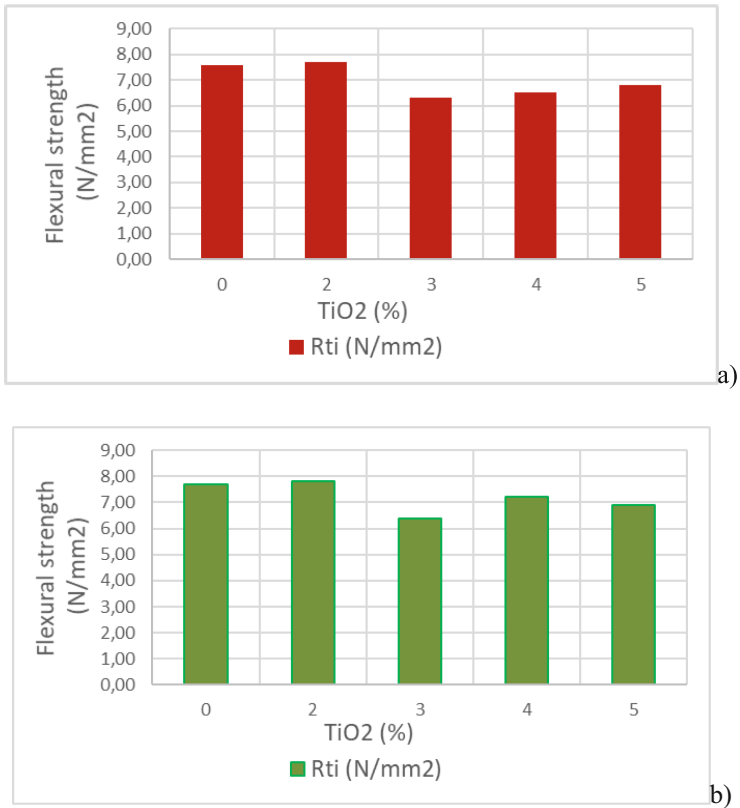 9,00
8,00
7,00
6,00
5,00
4,00
3,00
2,00
1,00
0,00
Flexural strength
(N/mm2)
0 2 3 4 5
TiO2 (%)
Rti (N/mm2)
a)
9,00
8,00
7,00
6,00
5,00
4,00
3,00
2,00
1,00
0,00
Flexural strength
(N/mm2)
0 2 3 4 5
TiO2 (%)
Rti (N/mm2)
b)